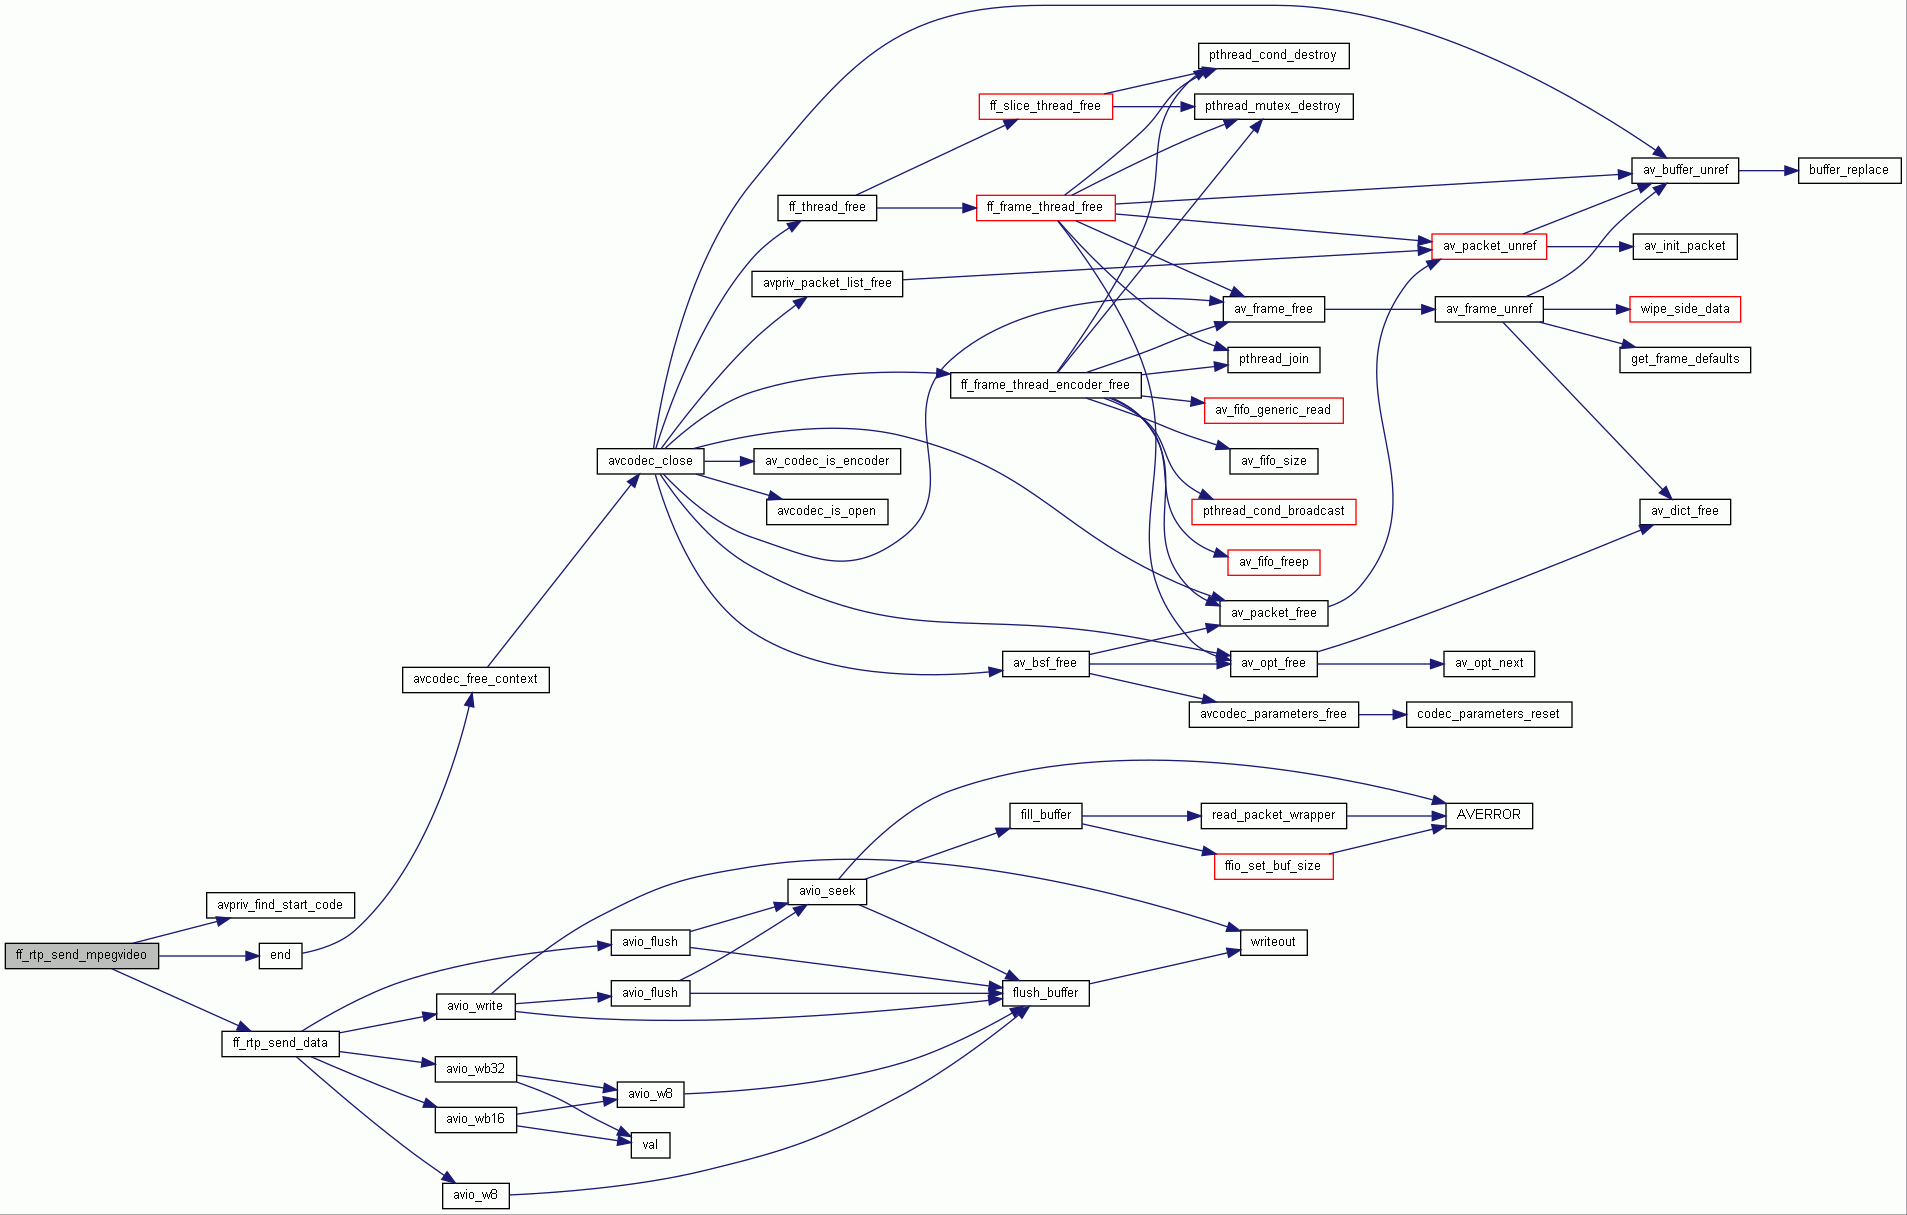 pthread_cond_destroy
ff_slice_thread_free
pthread_mutex_destroy
av_buffer_unref
buffer_replace
ff_thread_free
ff_frame_thread_free
av_packet_unref
av_init_packet
avpriv_packet_list_free
av_frame_free
av_frame_unref
wipe_side_data
pthread_join
get_frame_defaults
ff_frame_thread_encoder_free
av_fifo_generic_read
avcodec_close
av_codec_is_encoder
av_fifo_size
avcodec_is_open
pthread_cond_broadcast
av_dict_free
av_fifo_freep
av_packet_free
av_bsf_free
av_opt_free
av_opt_next
avcodec_free_context
avcodec_parameters_free
codec_parameters_reset
fill_buffer
read_packet_wrapper
AVERROR
ffio_set_buf_size
avio_seek
avpriv_find_start_code
avio_flush
writeout
ff_rtp_send_mpegvideo
end
avio_flush
flush_buffer
avio_write
ff_rtp_send_data
avio_wb32
avio_w8
avio_wb16
val
avio_w8